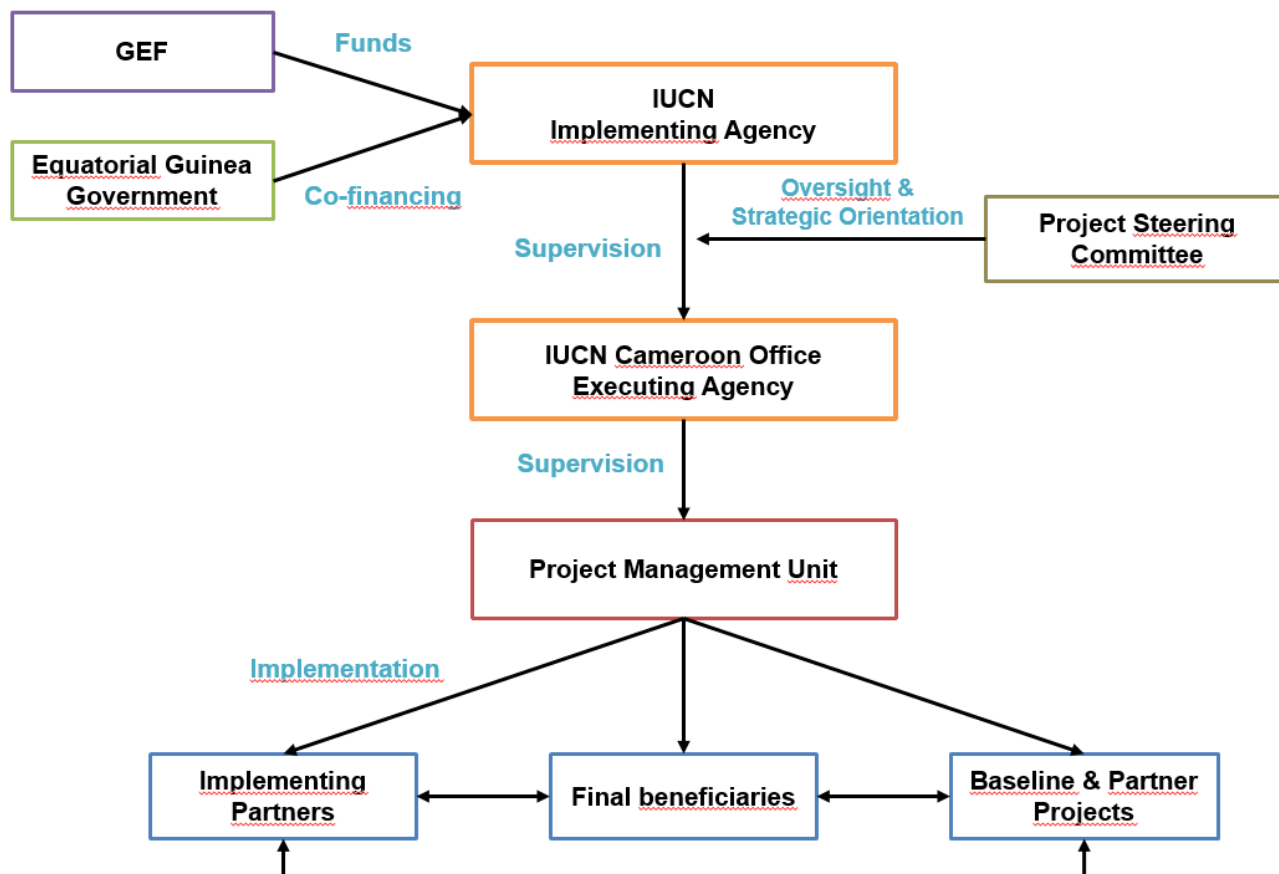 GEF
Funds
IUCN
Implementing Agency
Equatorial Guinea
Government
Co-financing
Oversight &
Strategic Orientation
Project Steering
Committee
Supervision
IUCN Cameroon Office
Executing Agency
Supervision
Project Management Unit
Implementation
Implementing
Partners
Final beneficiaries
Baseline & Partner
Projects